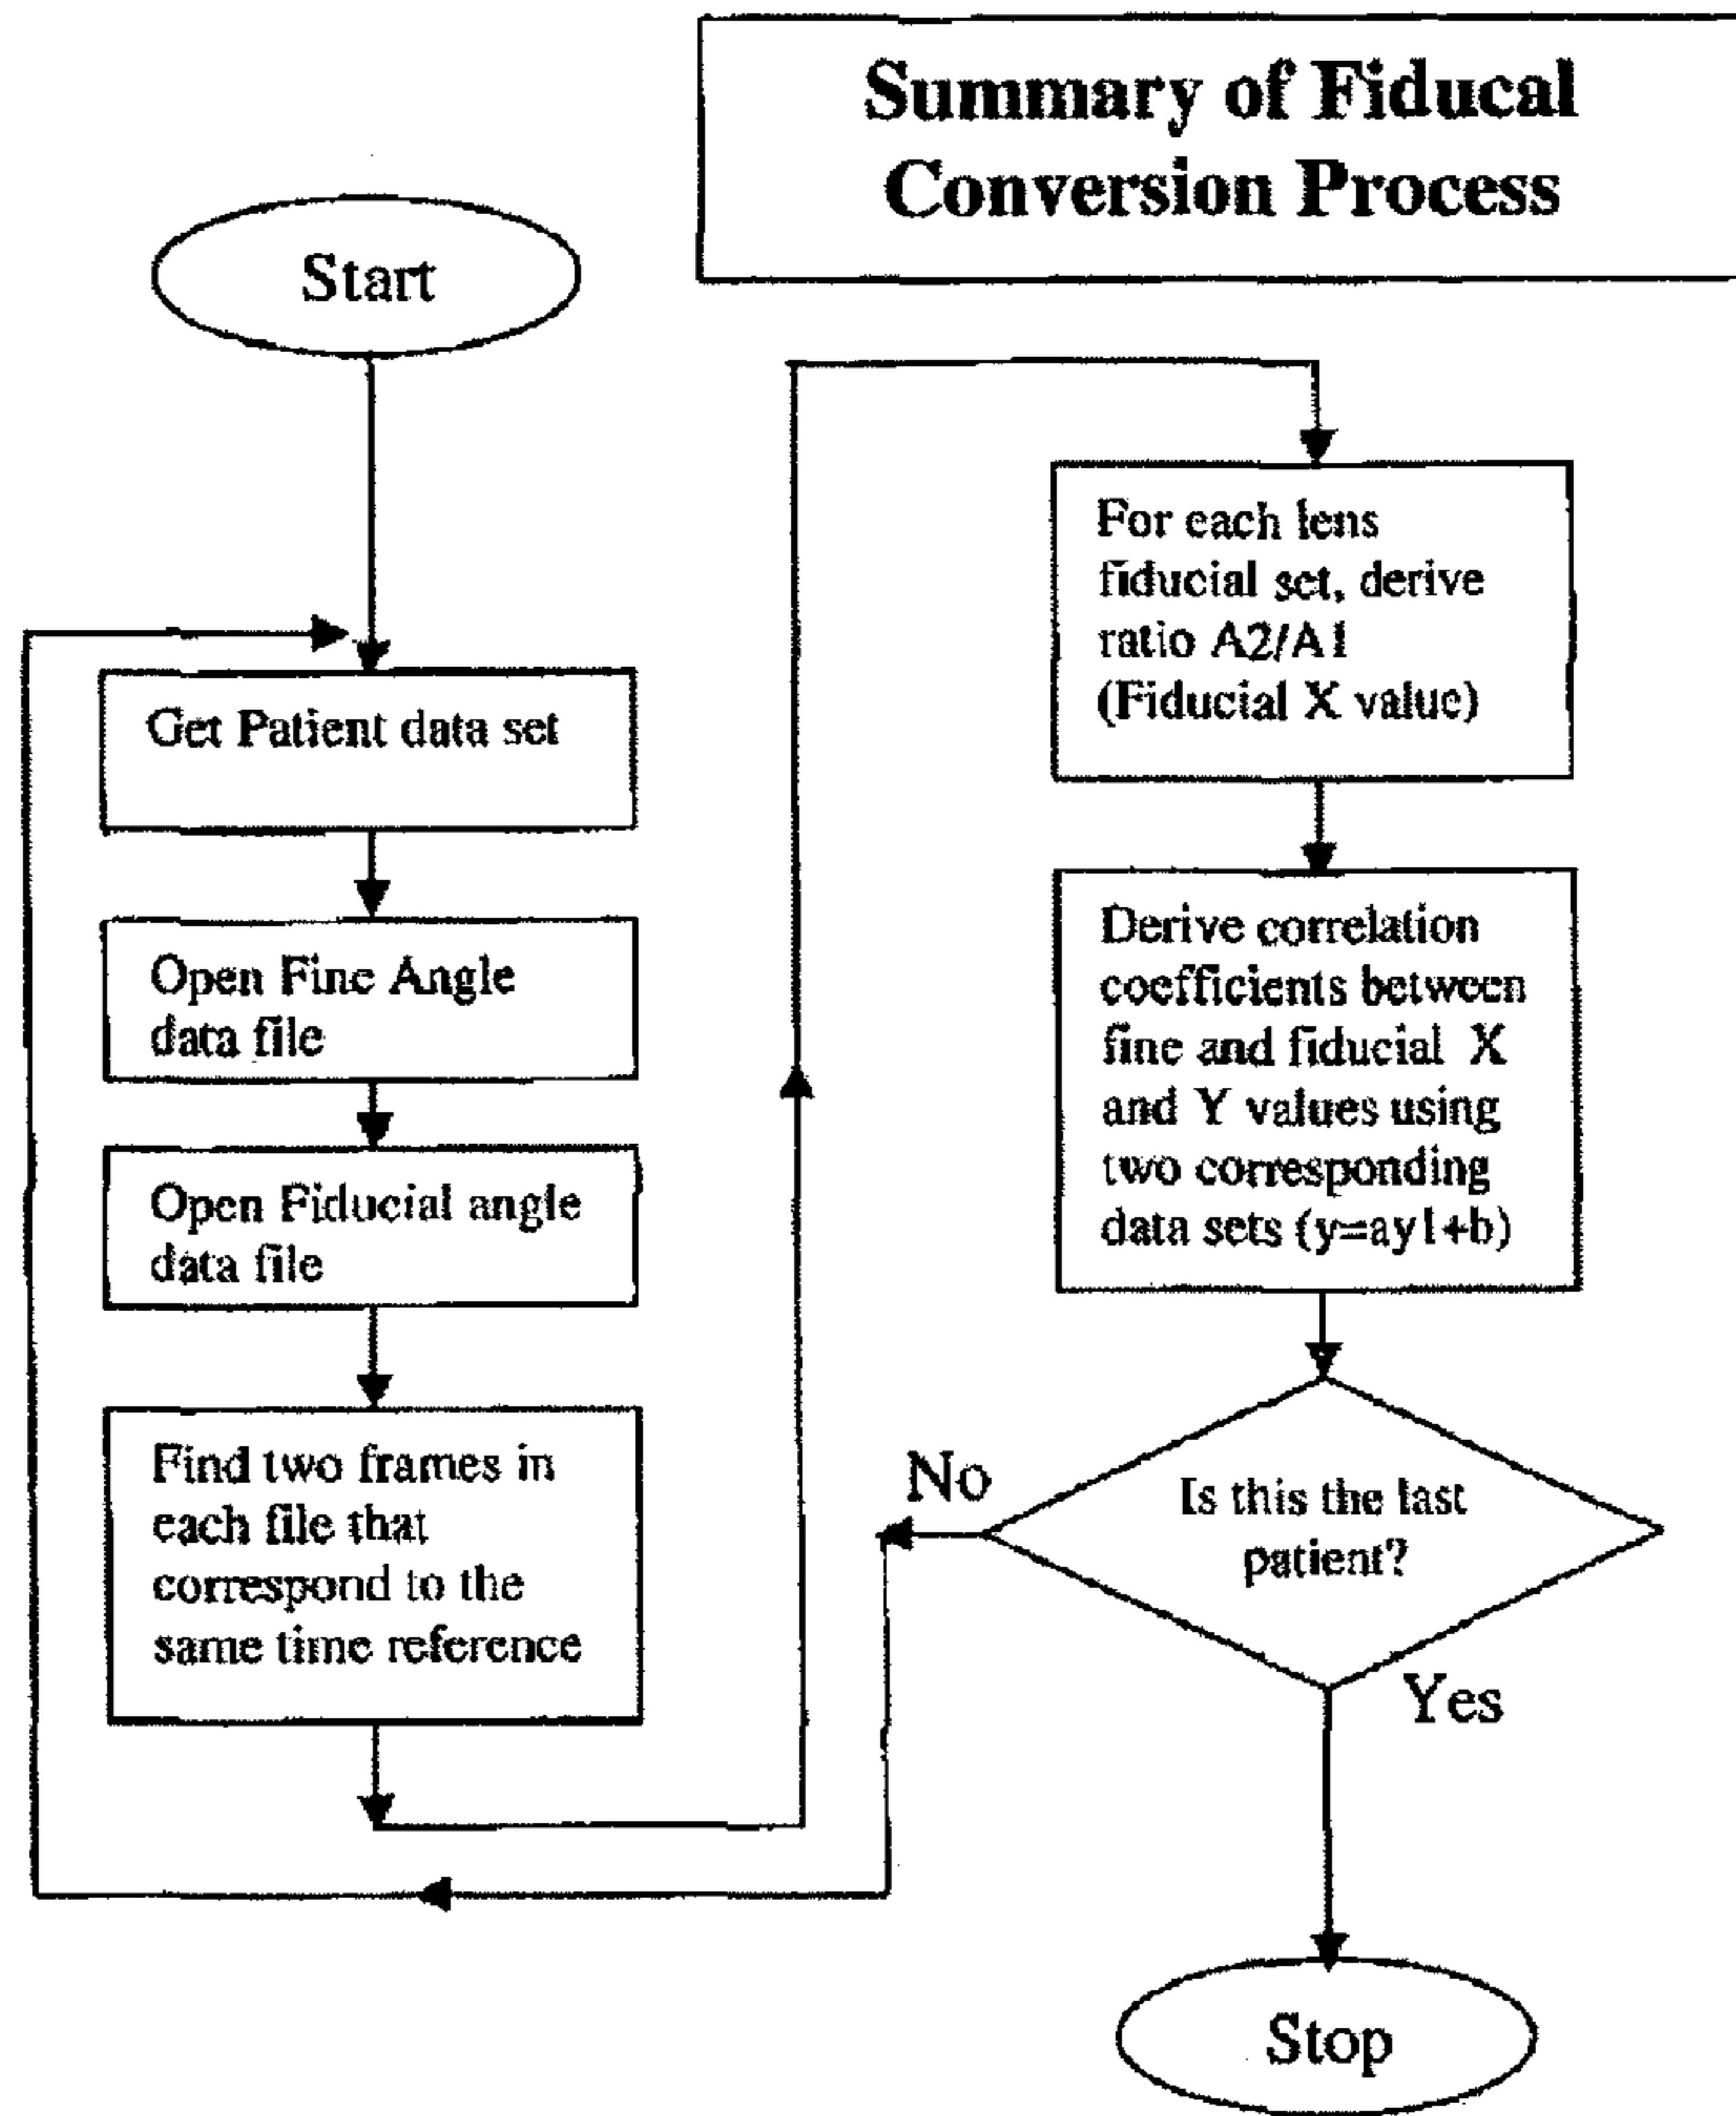 Summary of Fiducal
Conversion Process
Start
Get Patient data set
Open Fine Angle
data file
Open Fiducial angle
data file
Find two frames in
each file that
correspond to the
same time reference
For each lens
fiducial set, derive
ratio A2/A1
(Fiducial X value)
Derive correlation
coefficients between
fine and fiducial X
and Y values using
two corresponding
data sets (y=ay1+b)
Is this the last
patient?
No
Yes
Stop